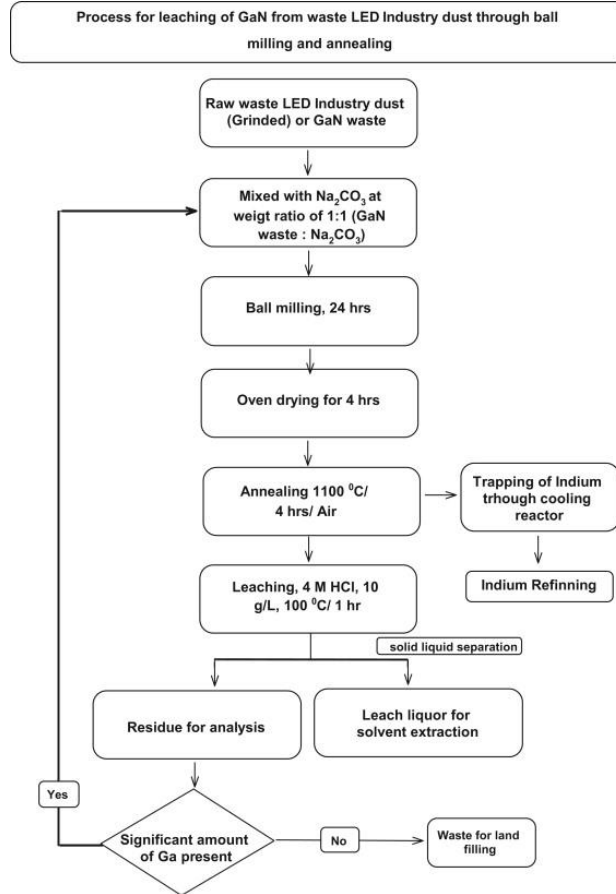 Process for leaching of GaN from waste LED Industry dust through ball
milling and annealing
Raw waste LED Industry dust
(Grinded) or GaN waste
Mixed with Na₂CO₃ at
weigt ratio of 1:1 (GaN
waste : Na₂CO₃)
Ball milling, 24 hrs
Oven drying for 4 hrs
Annealing 1100 ⁰C/
4 hrs/ Air
Trapping of Indium
trhough cooling
reactor
Indium Refinning
Leaching, 4 M HCl, 10
g/L, 100 ⁰C/ 1 hr
solid liquid separation
Residue for analysis
Leach liquor for
solvent extraction
Yes
Significant amount
of Ga present
No
Waste for land
filling